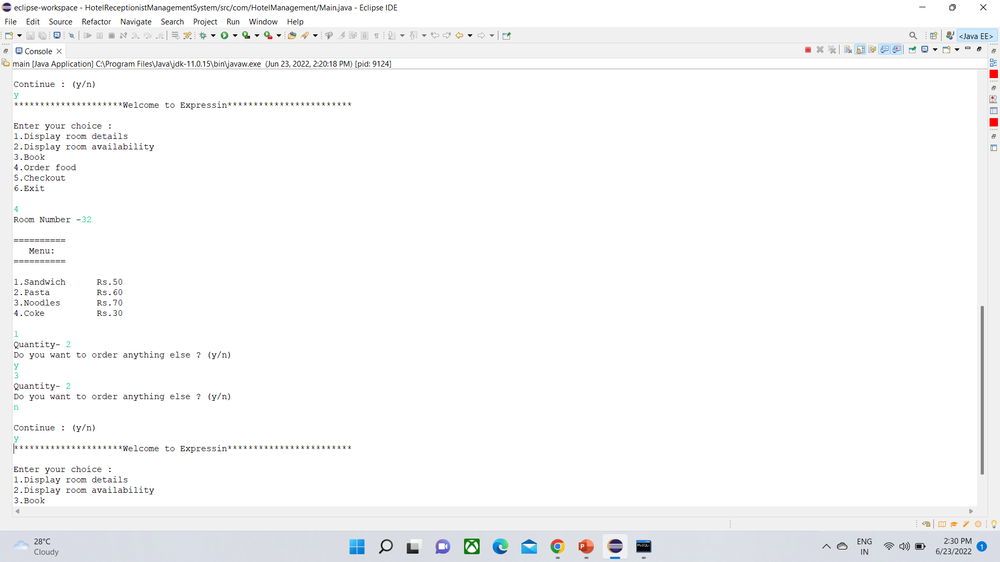 eclipse-workspace - HotelReceptionistManagementSystem/src/com/HotelManagement/Main.java - Eclipse IDE
File Edit Source Refactor Navigate Search Project Run Window Help
<Java EE>
Console
main [Java Application] C:\Program Files\Java\jdk-11.0.15\bin\javaw.exe (Jun 23, 2022, 2:20:18 PM) [pid: 9124]
Continue : (y/n)
y
*********************Welcome to Expressin************************
Enter your choice :
1.Display room details
2.Display room availability
3.Book
4.Order food
5.Checkout
6.Exit
4
Room Number -32
==========
Menu:
==========
1.Sandwich Rs.50
2.Pasta Rs.60
3.Noodles Rs.70
4.Coke Rs.30
1
Quantity- 2
Do you want to order anything else ? (y/n)
y
3
Quantity- 2
Do you want to order anything else ? (y/n)
n
Continue : (y/n)
y
*********************Welcome to Expressin************************
Enter your choice :
1.Display room details
2.Display room availability
3.Book
28°C
Cloudy
MySQL
ENG
IN
2:30 PM
6/23/2022
1